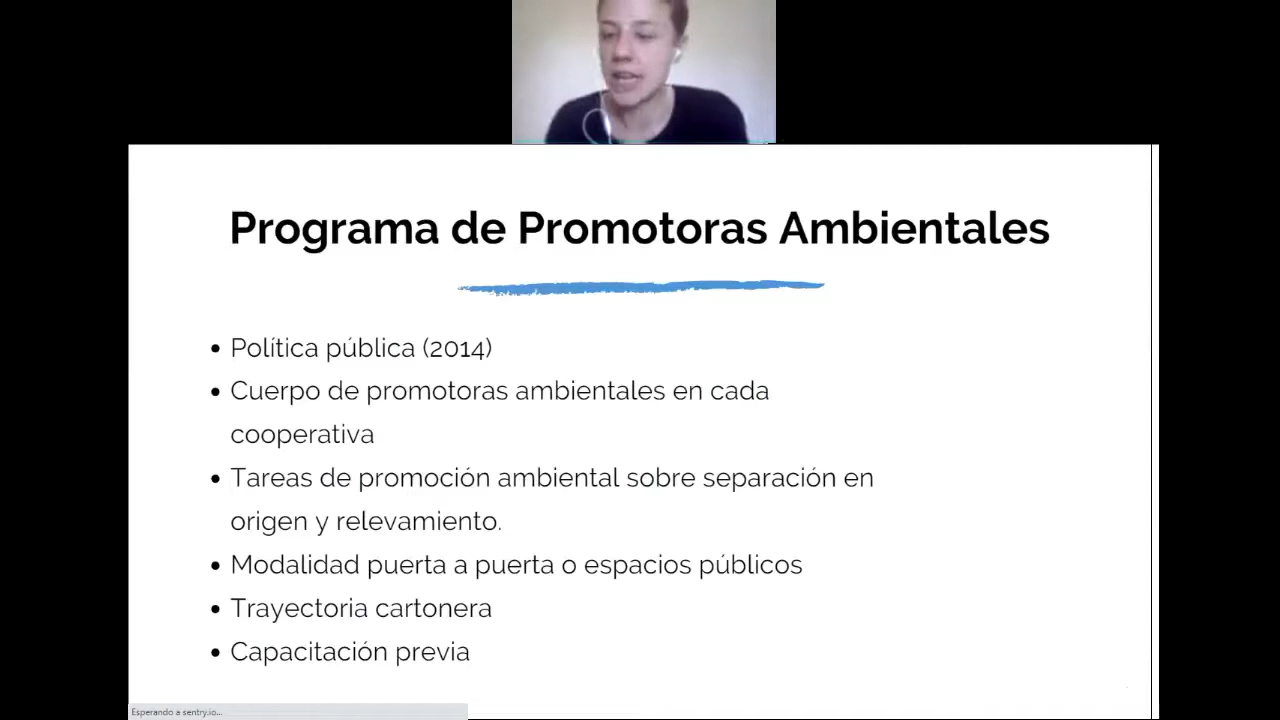 Programa de Promotoras Ambientales
• Política pública (2014)
• Cuerpo de promotoras ambientales en cada
cooperativa
• Tareas de promoción ambiental sobre separación en
origen y relevamiento.
• Modalidad puerta a puerta o espacios públicos
• Trayectoria cartonera
• Capacitación previa
Esperando a sentry.io...